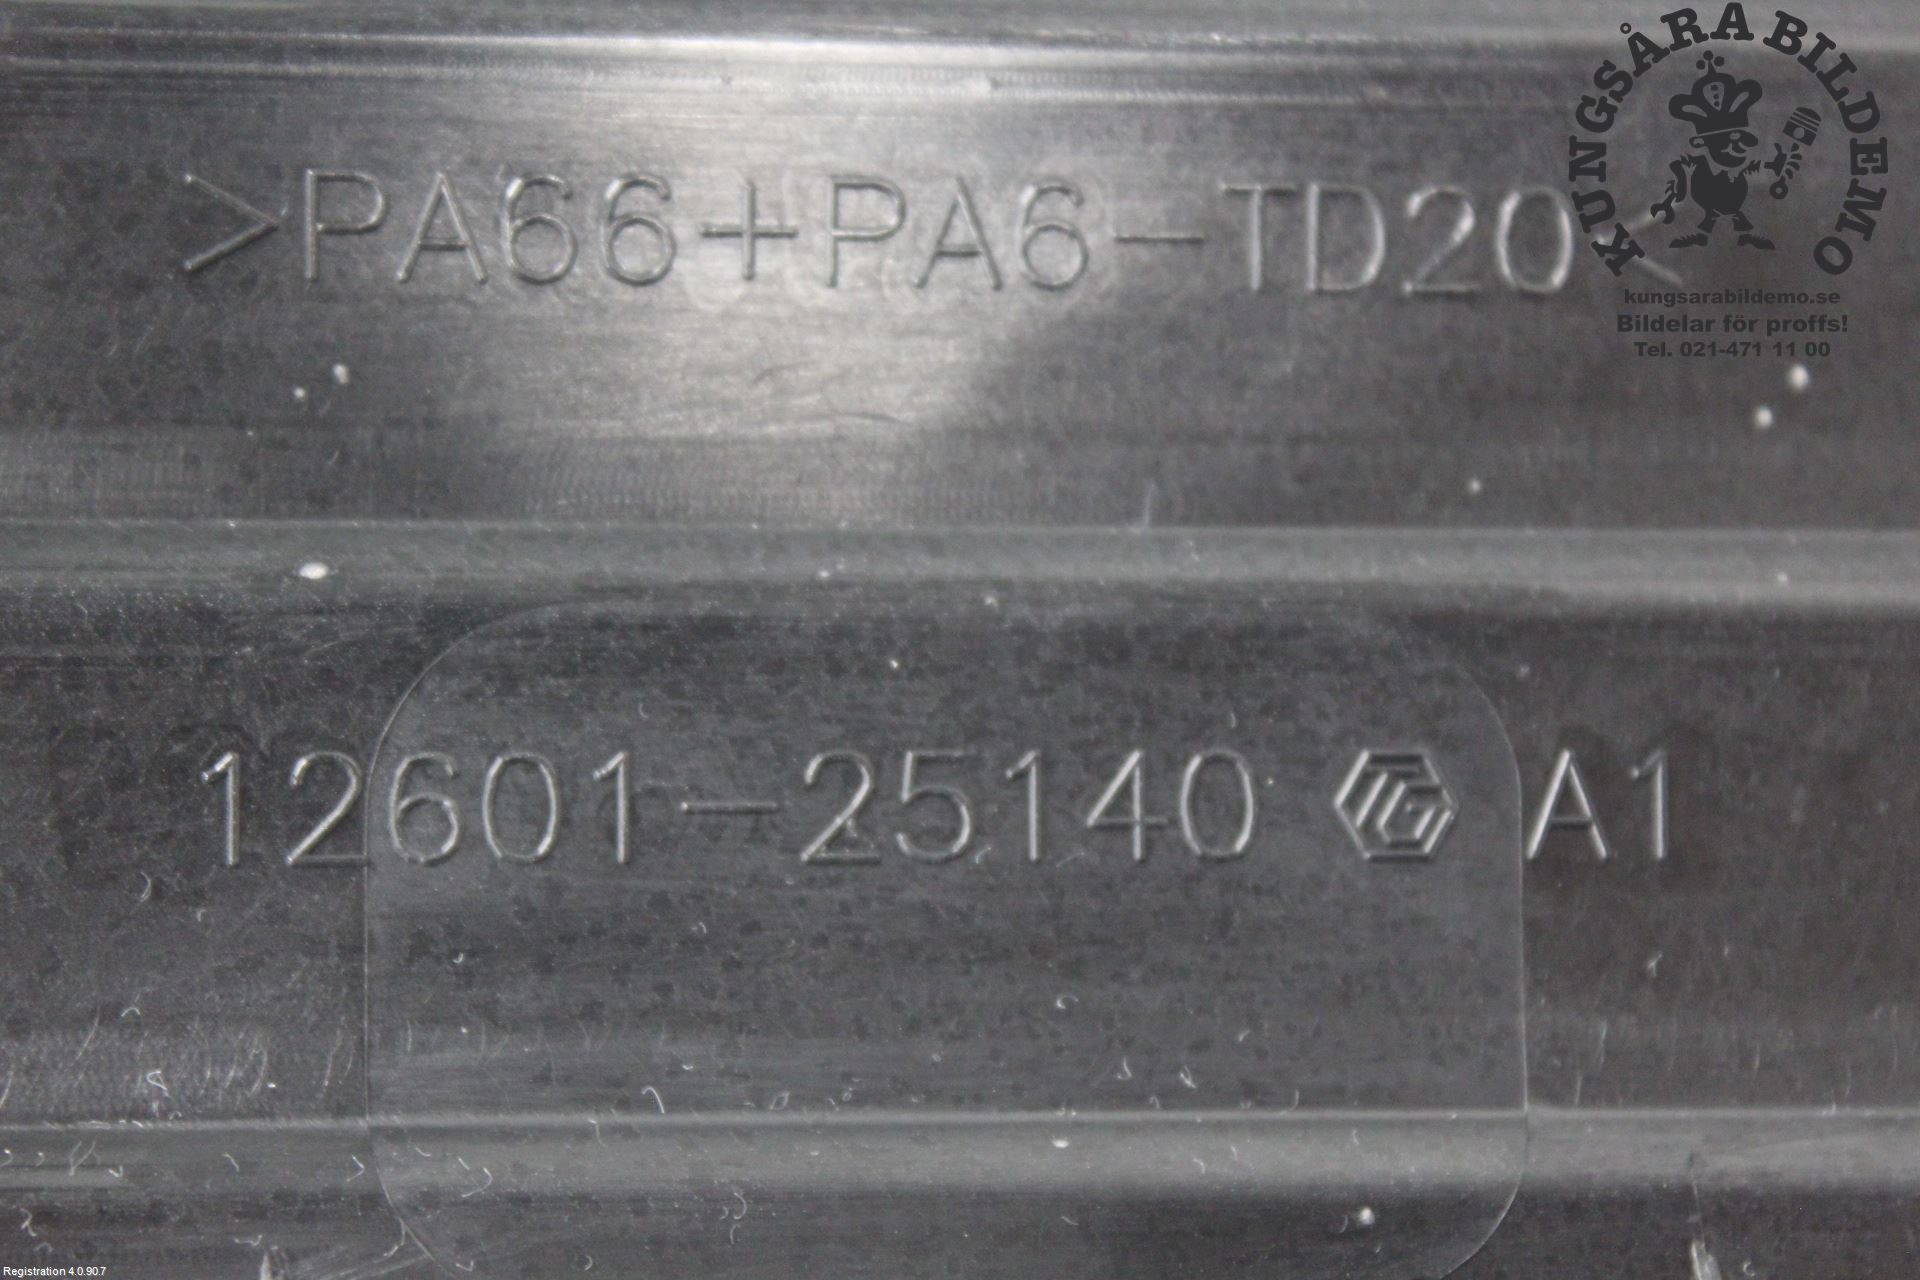 KUNGSÅRA BILDEMO
>PA66+PA6-TD20<
kungsarabildemo.se
Bildelar för proffs!
Tel. 021-471 11 00
12601-25140 TG A1
Registration 4.0.90.7